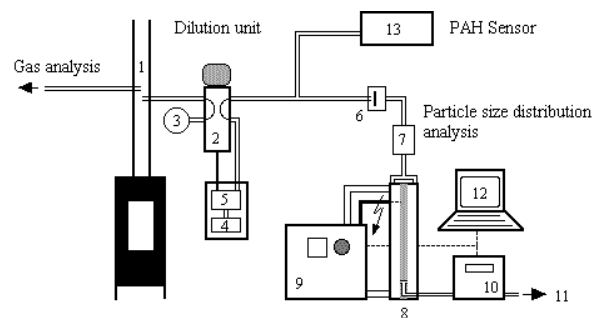 Dilution unit
13
PAH Sensor
Gas analysis
1
3
2
6
Particle size distribution
analysis
7
5
4
12
9
10
11
8